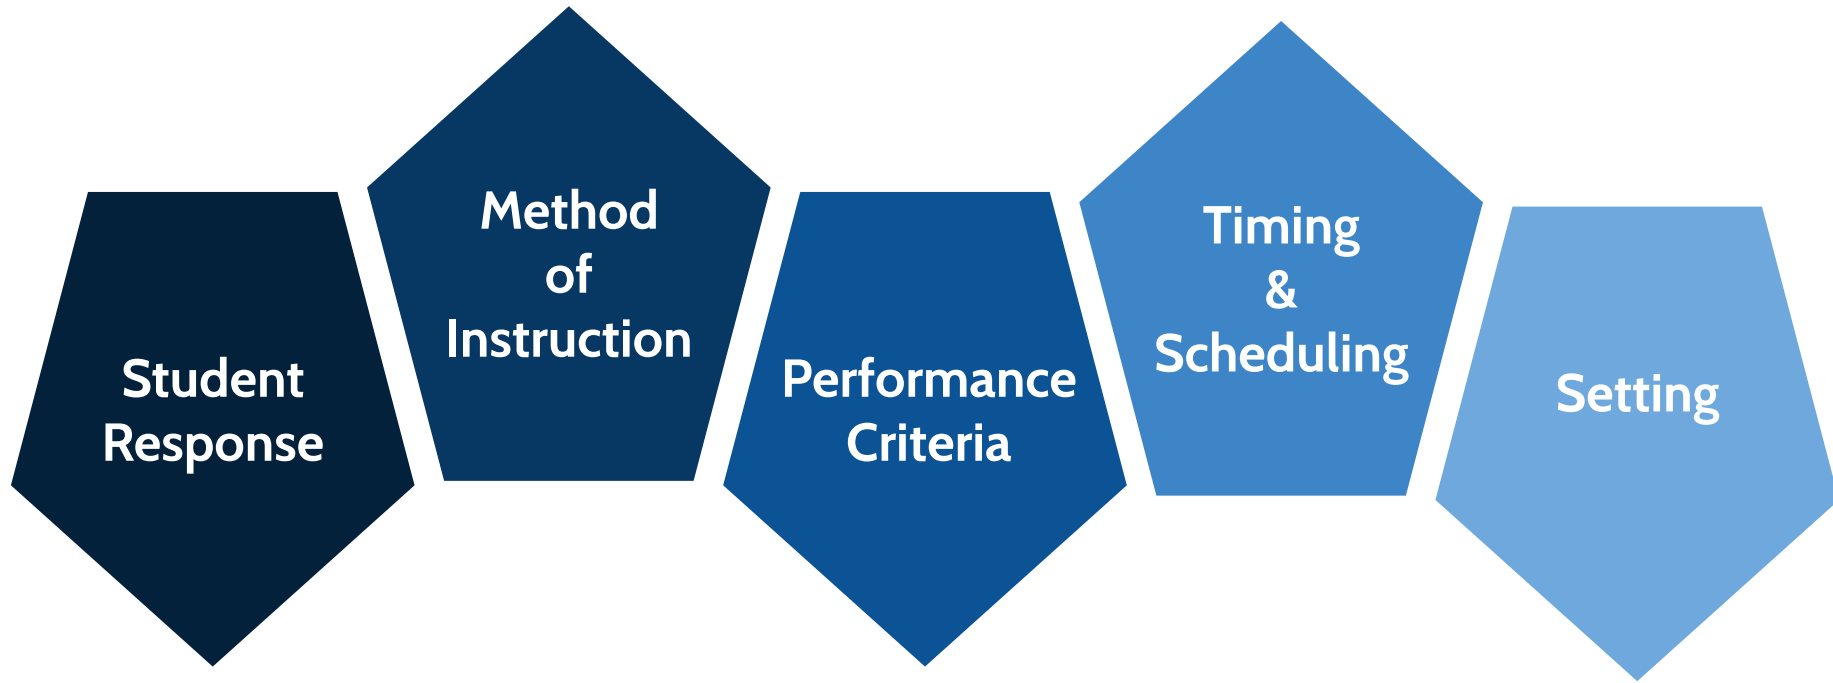 Student
Response
Method
of
Instruction
Performance
Criteria
Timing
&
Scheduling
Setting